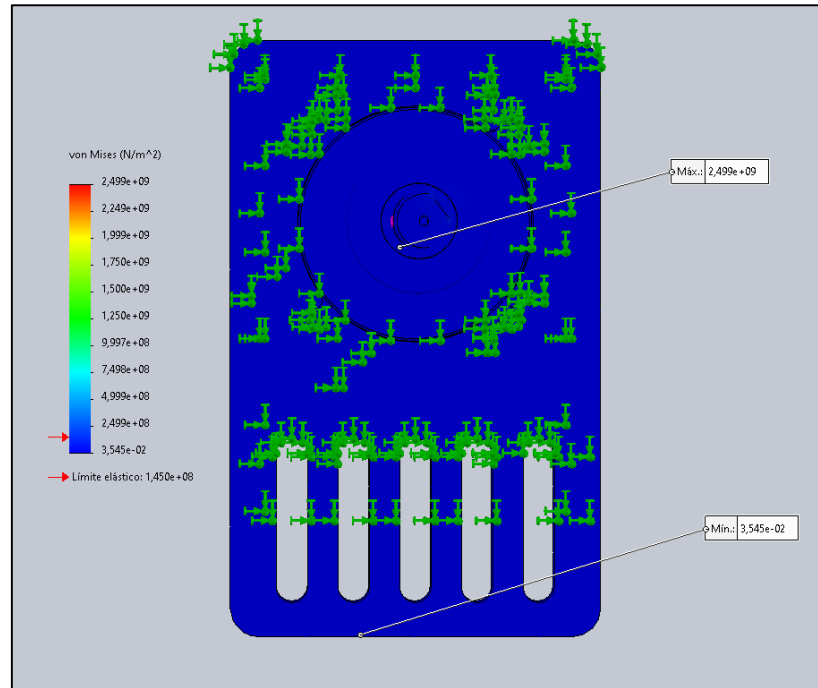 von Mises (N/m^2)
2,499e+09
2,249e+09
1,999e+09
1,750e+09
1,500e+09
1,250e+09
9,997e+08
7,498e+08
4,999e+08
2,499e+08
3,545e-02
Límite elástico: 1,450e+08
Máx.: 2,499e+09
Mín.: 3,545e-02